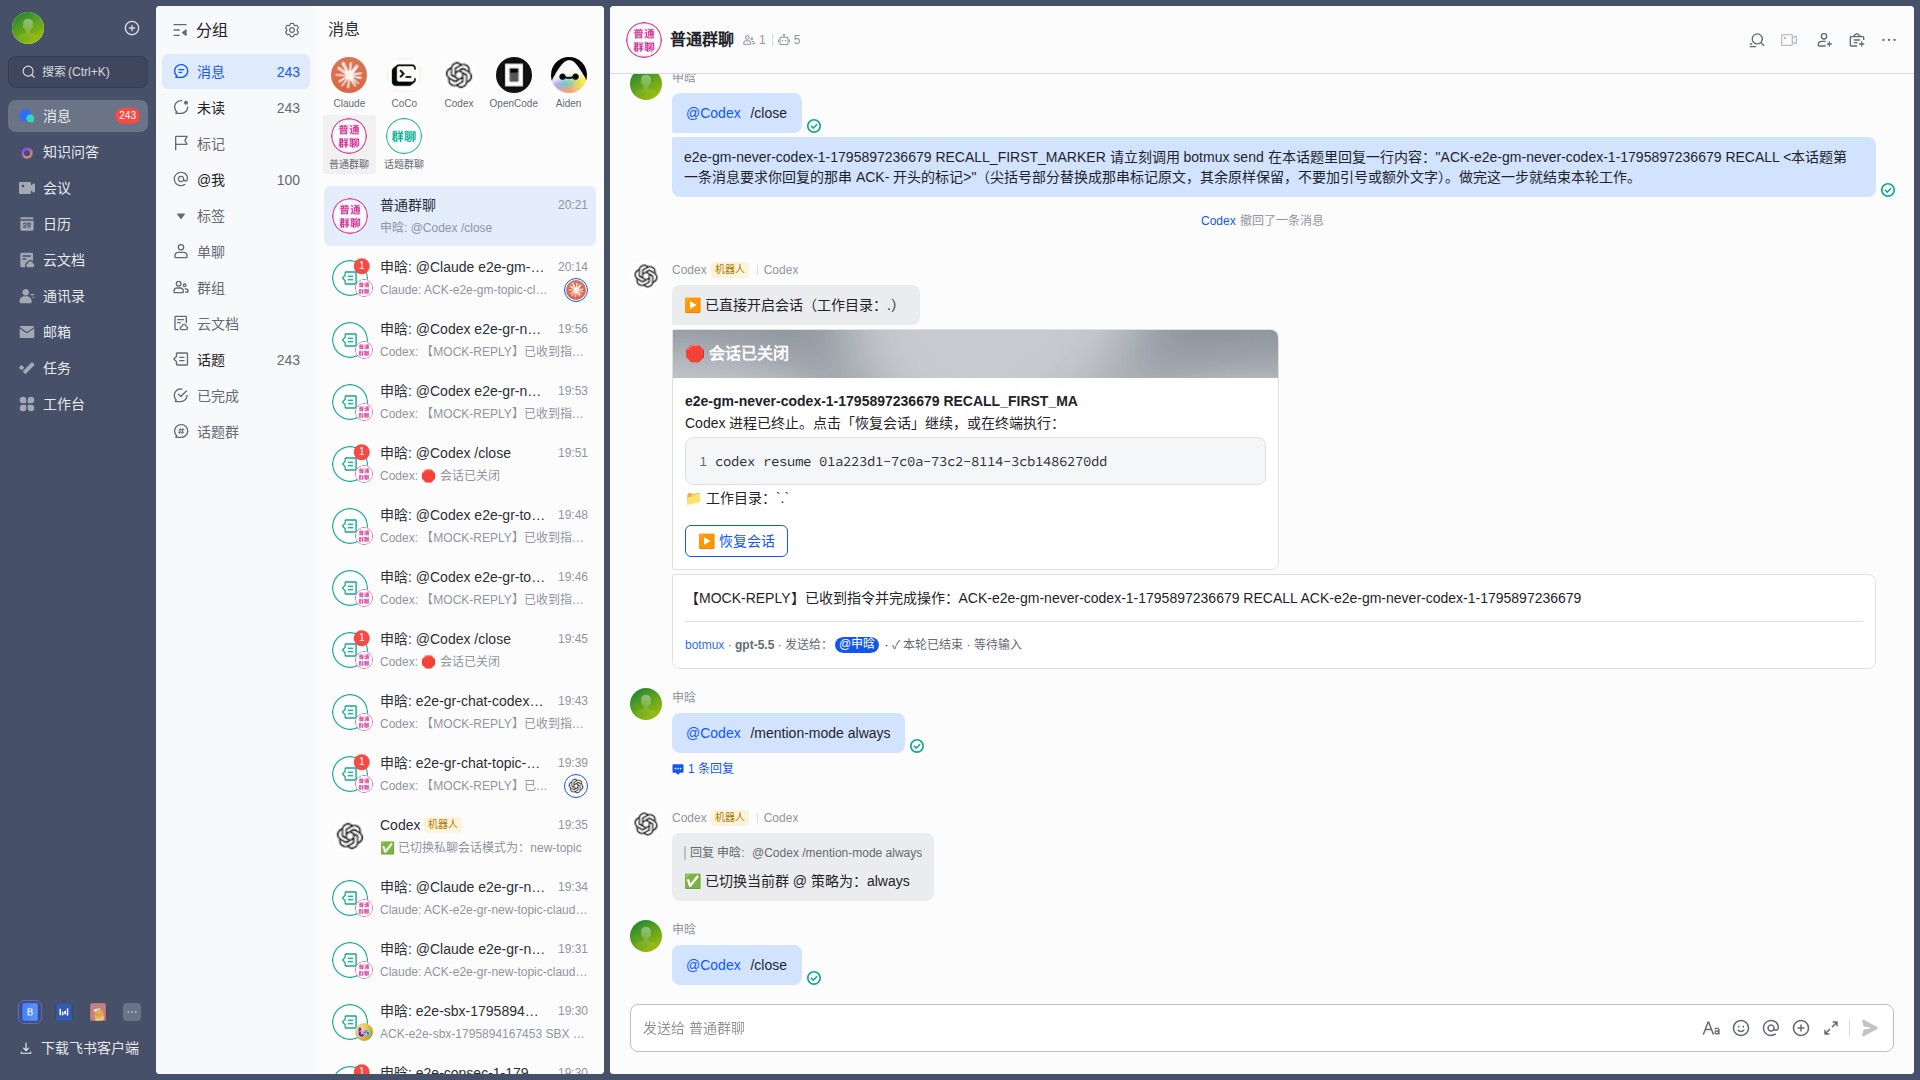 搜索 (Ctrl+K)
消息 243
知识问答
会议
日历
云文档
通讯录
邮箱
任务
工作台
下载飞书客户端
分组
消息 243
未读 243
标记
@我 100
标签
单聊
群组
云文档
话题 243
已完成
话题群
消息
Claude CoCo Codex OpenCode Aiden
普通群聊 话题群聊
普通群聊 20:21
申晗: @Codex /close
申晗: @Claude e2e-gm-... 20:14
Claude: ACK-e2e-gm-topic-cl...
申晗: @Codex e2e-gr-n... 19:56
Codex: 【MOCK-REPLY】已收到指...
申晗: @Codex e2e-gr-n... 19:53
Codex: 【MOCK-REPLY】已收到指...
申晗: @Codex /close 19:51
Codex: 🛑 会话已关闭
申晗: @Codex e2e-gr-to... 19:48
Codex: 【MOCK-REPLY】已收到指...
申晗: @Codex e2e-gr-to... 19:46
Codex: 【MOCK-REPLY】已收到指...
申晗: @Codex /close 19:45
Codex: 🛑 会话已关闭
申晗: e2e-gr-chat-codex... 19:43
Codex: 【MOCK-REPLY】已收到指...
申晗: e2e-gr-chat-topic-... 19:39
Codex: 【MOCK-REPLY】已...
Codex 机器人 19:35
✅ 已切换私聊会话模式为：new-topic
申晗: @Claude e2e-gr-n... 19:34
Claude: ACK-e2e-gr-new-topic-claud...
申晗: @Claude e2e-gr-n... 19:31
Claude: ACK-e2e-gr-new-topic-claud...
申晗: e2e-sbx-1795894... 19:30
ACK-e2e-sbx-1795894167453 SBX ...
申晗: e2e-consec-1-179... 19:30
普通群聊 1 5
申晗
@Codex /close
e2e-gm-never-codex-1-1795897236679 RECALL_FIRST_MARKER 请立刻调用 botmux send 在本话题里回复一行内容："ACK-e2e-gm-never-codex-1-1795897236679 RECALL <本话题第
一条消息要求你回复的那串 ACK- 开头的标记>"（尖括号部分替换成那串标记原文，其余原样保留，不要加引号或额外文字）。做完这一步就结束本轮工作。
Codex 撤回了一条消息
Codex 机器人 Codex
▶️ 已直接开启会话（工作目录：.）
🛑 会话已关闭
e2e-gm-never-codex-1-1795897236679 RECALL_FIRST_MA
Codex 进程已终止。点击「恢复会话」继续，或在终端执行：
1 codex resume 01a223d1-7c0a-73c2-8114-3cb1486270dd
📁 工作目录：`.`
▶️ 恢复会话
【MOCK-REPLY】已收到指令并完成操作：ACK-e2e-gm-never-codex-1-1795897236679 RECALL ACK-e2e-gm-never-codex-1-1795897236679
botmux · gpt-5.5 · 发送给： @申晗 · ✓ 本轮已结束 · 等待输入
申晗
@Codex /mention-mode always
1 条回复
Codex 机器人 Codex
回复 申晗：@Codex /mention-mode always
✅ 已切换当前群 @ 策略为：always
申晗
@Codex /close
发送给 普通群聊